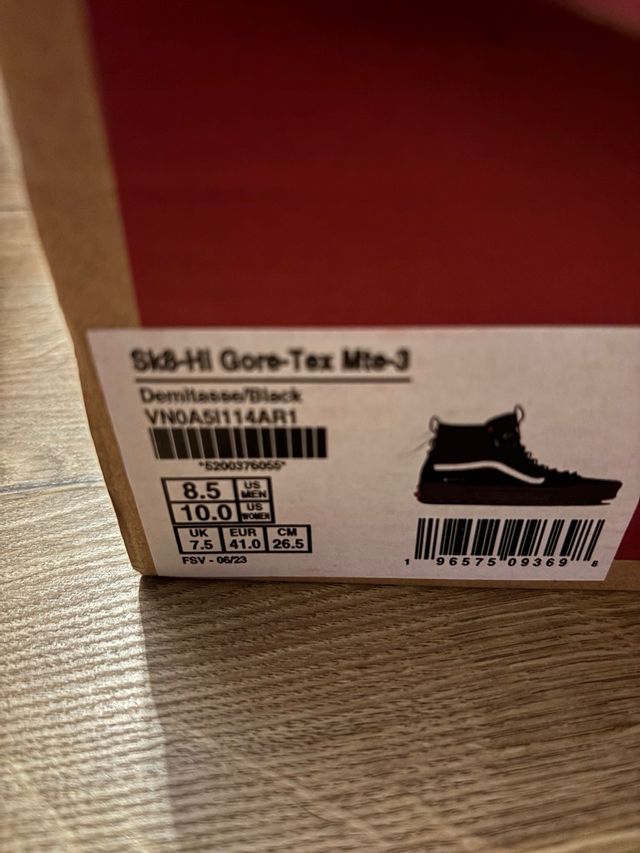 Sk8-Hi Gore-Tex Mte-3
Demitasse/Black
VN0A5I114AR1
*5200376055*
8.5 US MEN
10.0 US WOMEN
UK EUR CM
7.5 41.0 26.5
FSV - 06/23
1 96575 09369 8